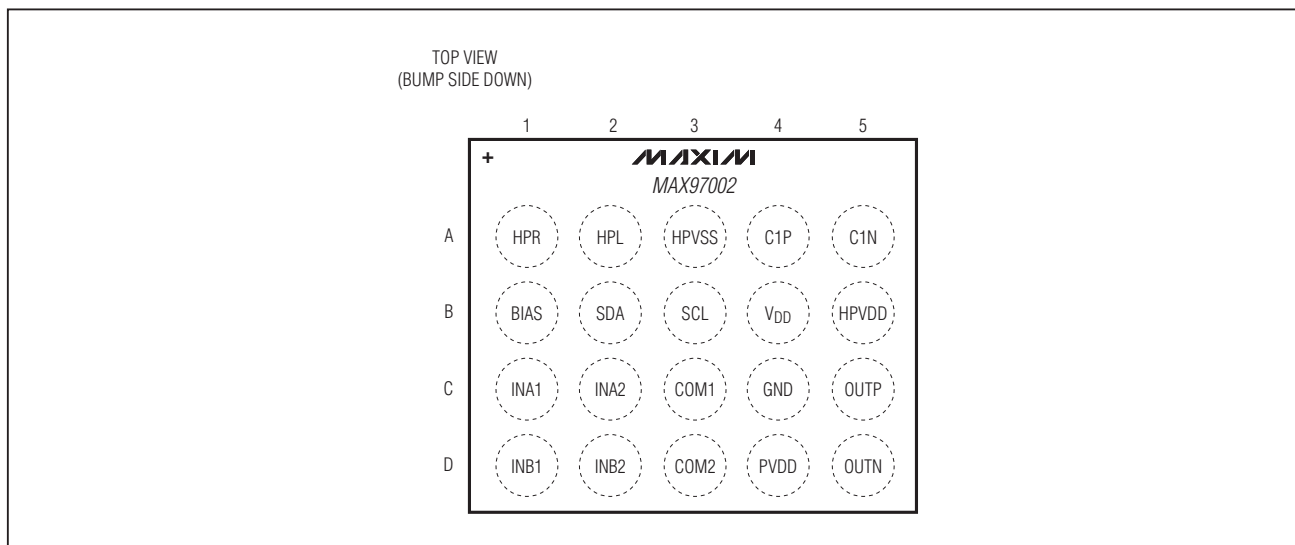 TOP VIEW
(BUMP SIDE DOWN)
1 2 3 4 5
+ MAXIM
MAX97002
A HPR HPL HPVSS C1P C1N
B BIAS SDA SCL VDD HPVDD
C INA1 INA2 COM1 GND OUTP
D INB1 INB2 COM2 PVDD OUTN